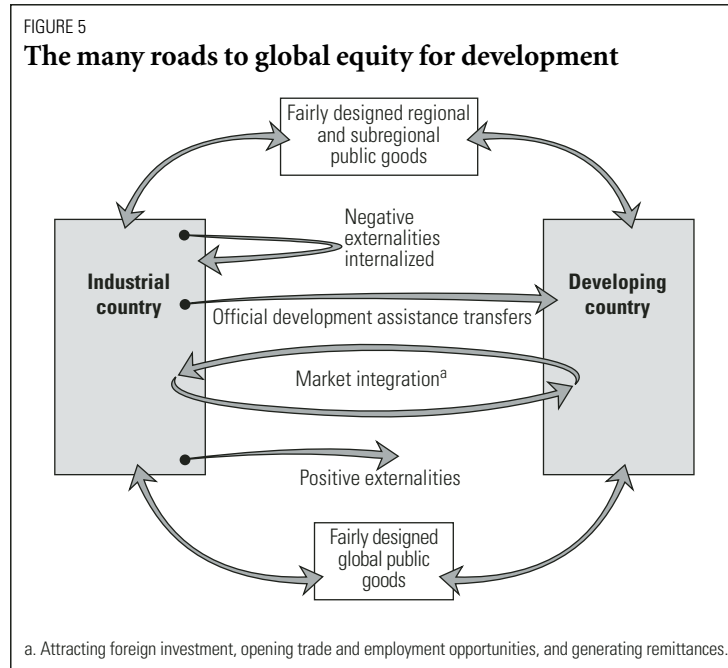 FIGURE 5
The many roads to global equity for development
Fairly designed regional
and subregional
public goods
Negative
externalities
internalized
Industrial
country
Developing
country
Official development assistance transfers
Market integrationᵃ
Positive externalities
Fairly designed
global public
goods
a. Attracting foreign investment, opening trade and employment opportunities, and generating remittances.